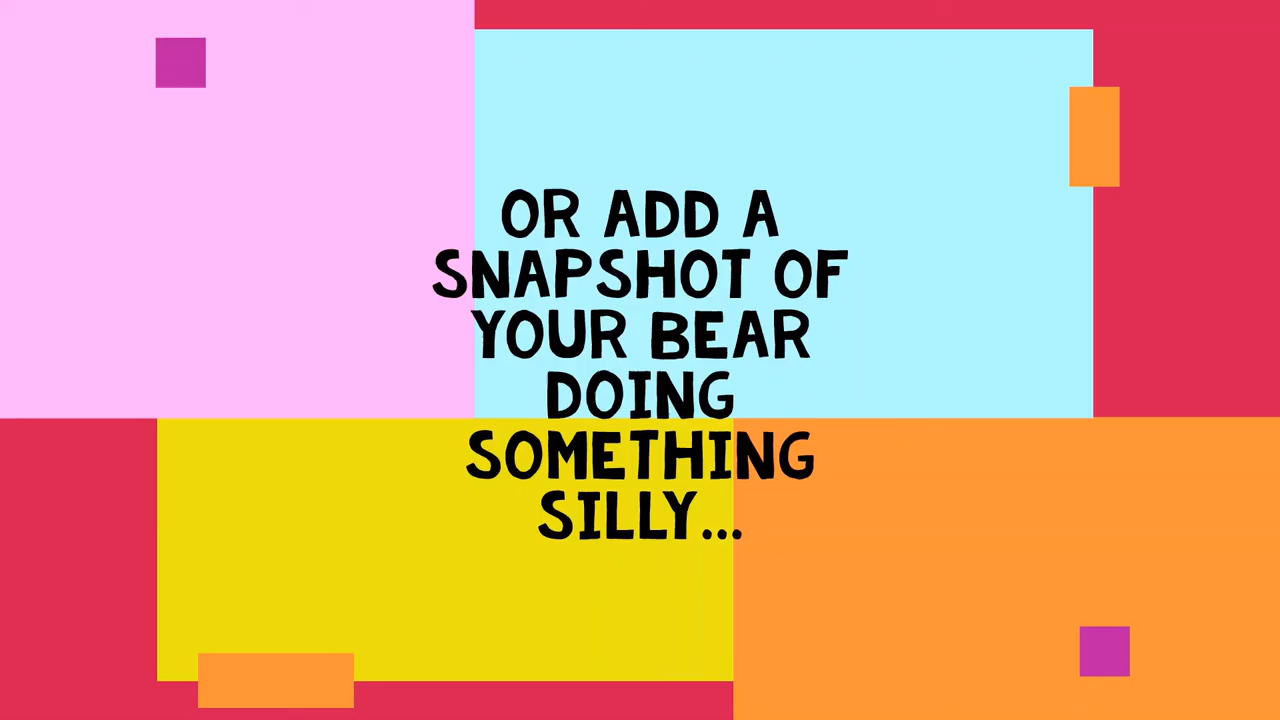 OR ADD A
SNAPSHOT OF
YOUR BEAR
DOING
SOMETHING
SILLY...